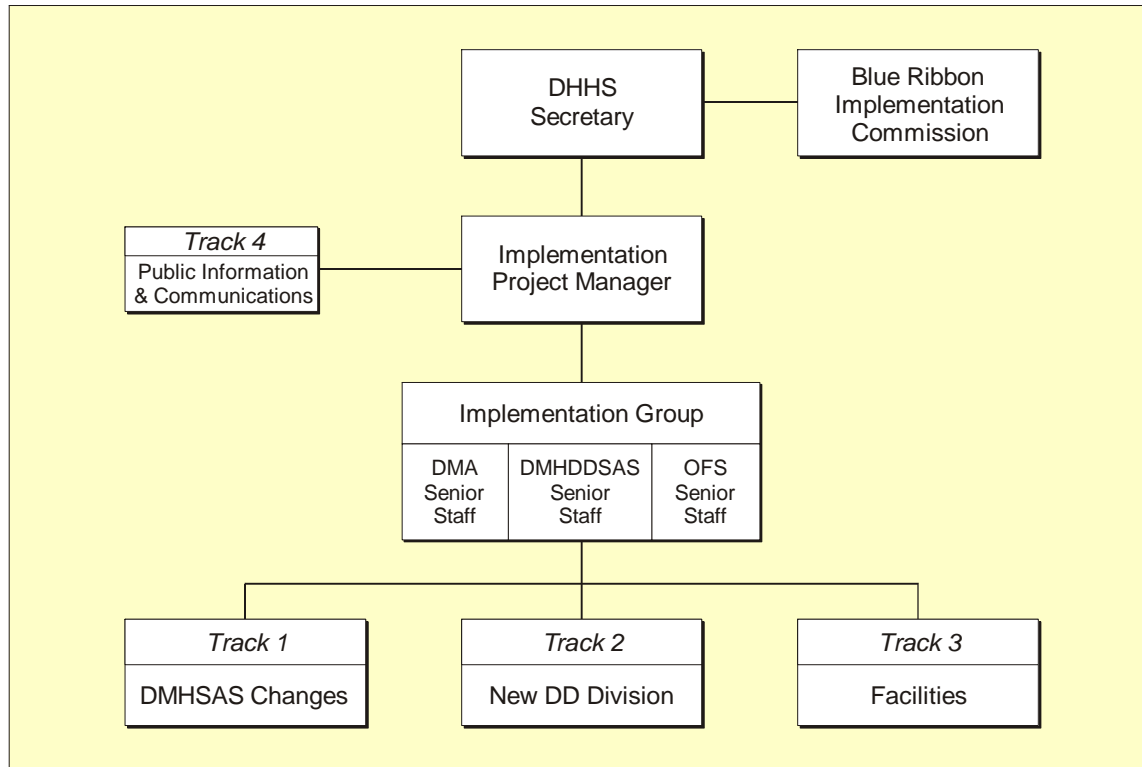 DHHS
Secretary
Blue Ribbon
Implementation
Commission
Track 4
Public Information
& Communications
Implementation
Project Manager
Implementation Group
DMA
Senior
Staff
DMHDDSAS
Senior
Staff
OFS
Senior
Staff
Track 1
DMHSAS Changes
Track 2
New DD Division
Track 3
Facilities